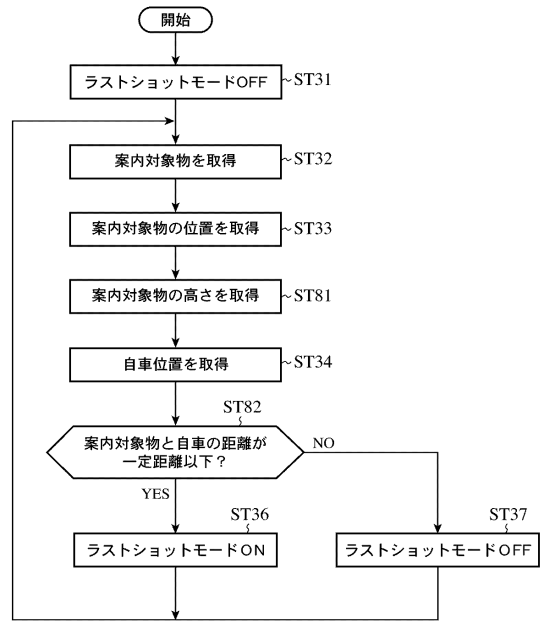 開始
ラストショットモードOFF
ST31
案内対象物を取得
ST32
案内対象物の位置を取得
ST33
案内対象物の高さを取得
ST81
自車位置を取得
ST34
ST82
案内対象物と自車の距離が
一定距離以下？
NO
YES
ST36
ラストショットモードON
ST37
ラストショットモードOFF